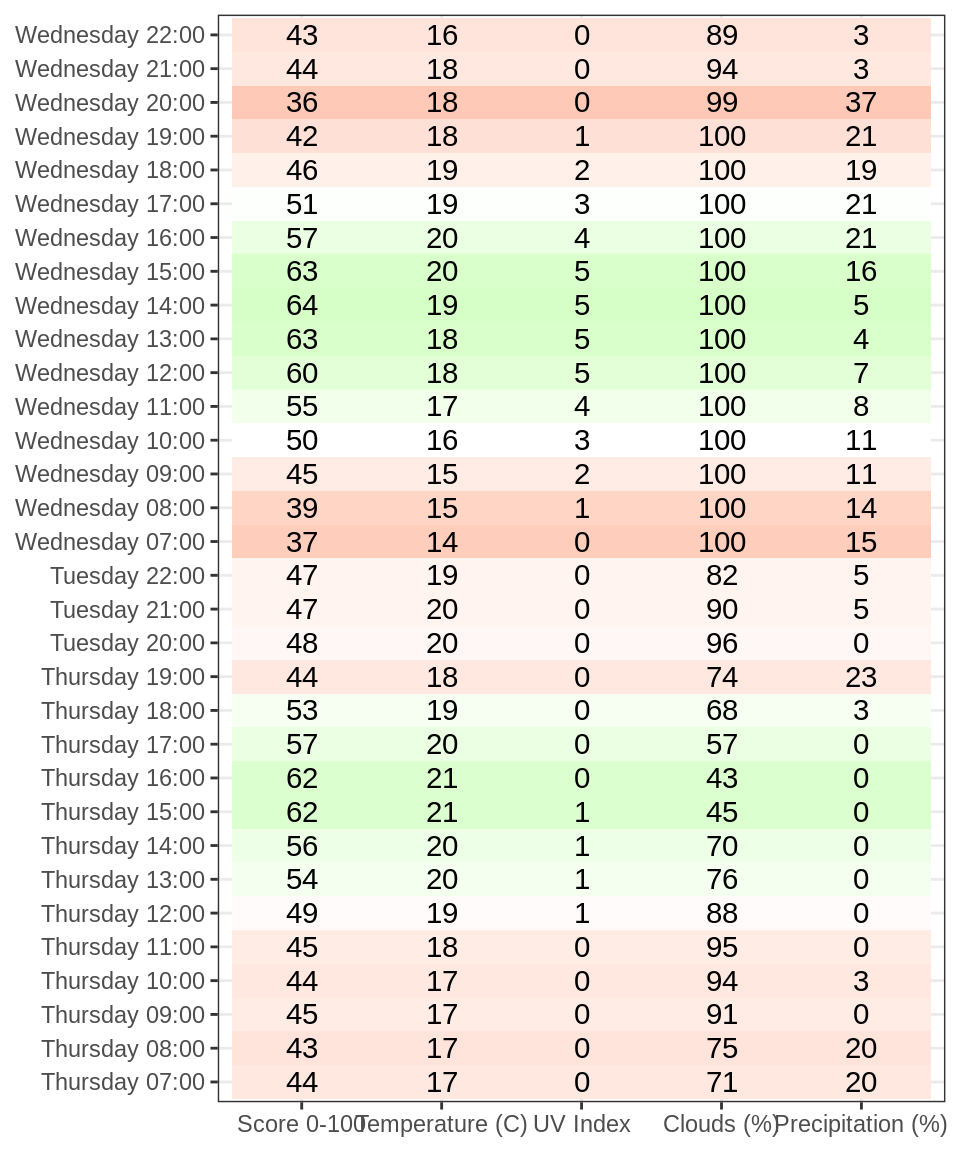 Wednesday 22:00 43 16 0 89 3
Wednesday 21:00 44 18 0 94 3
Wednesday 20:00 36 18 0 99 37
Wednesday 19:00 42 18 1 100 21
Wednesday 18:00 46 19 2 100 19
Wednesday 17:00 51 19 3 100 21
Wednesday 16:00 57 20 4 100 21
Wednesday 15:00 63 20 5 100 16
Wednesday 14:00 64 19 5 100 5
Wednesday 13:00 63 18 5 100 4
Wednesday 12:00 60 18 5 100 7
Wednesday 11:00 55 17 4 100 8
Wednesday 10:00 50 16 3 100 11
Wednesday 09:00 45 15 2 100 11
Wednesday 08:00 39 15 1 100 14
Wednesday 07:00 37 14 0 100 15
Tuesday 22:00 47 19 0 82 5
Tuesday 21:00 47 20 0 90 5
Tuesday 20:00 48 20 0 96 0
Thursday 19:00 44 18 0 74 23
Thursday 18:00 53 19 0 68 3
Thursday 17:00 57 20 0 57 0
Thursday 16:00 62 21 0 43 0
Thursday 15:00 62 21 1 45 0
Thursday 14:00 56 20 1 70 0
Thursday 13:00 54 20 1 76 0
Thursday 12:00 49 19 1 88 0
Thursday 11:00 45 18 0 95 0
Thursday 10:00 44 17 0 94 3
Thursday 09:00 45 17 0 91 0
Thursday 08:00 43 17 0 75 20
Thursday 07:00 44 17 0 71 20
Score 0-100 Temperature (C) UV Index Clouds (%) Precipitation (%)